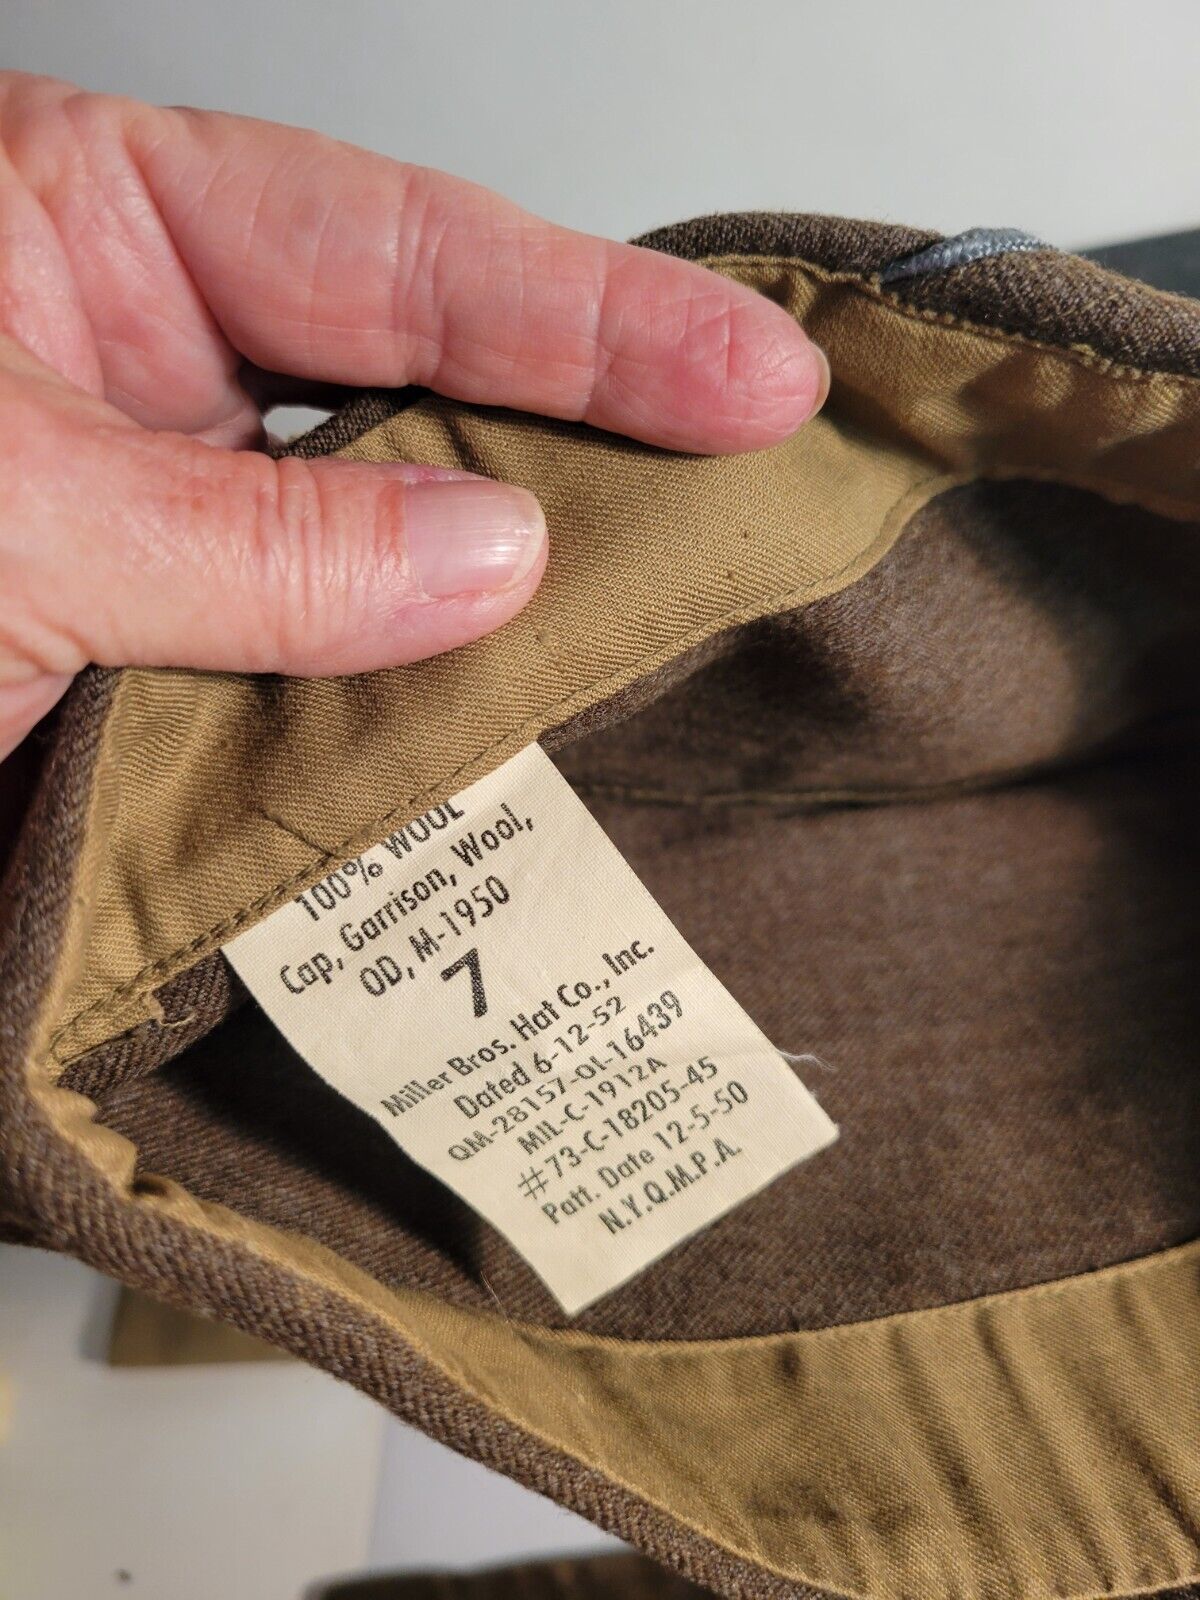 100% WOOL
Cap, Garrison, Wool,
OD, M-1950
7
Miller Bros. Hat Co., Inc.
Dated 6-12-52
QM-28157-OI-16439
MIL-C-1912A
#73-C-18205-45
Patt. Date 12-5-50
N.Y.Q.M.P.A.